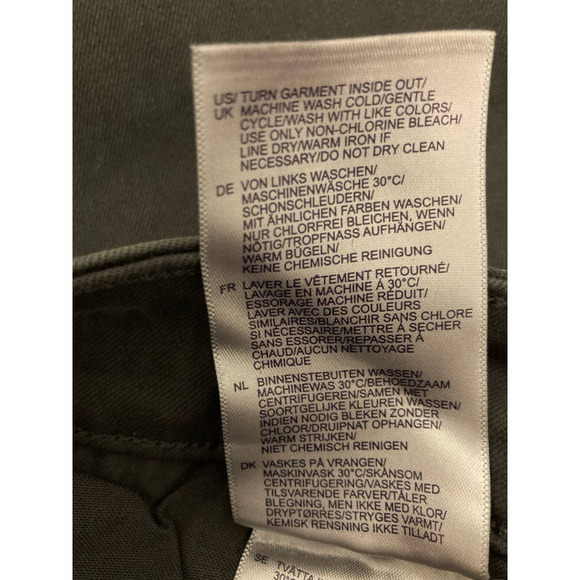 US/ TURN GARMENT INSIDE OUT/
UK MACHINE WASH COLD/GENTLE
CYCLE/WASH WITH LIKE COLORS/
USE ONLY NON-CHLORINE BLEACH/
LINE DRY/WARM IRON IF
NECESSARY/DO NOT DRY CLEAN
DE VON LINKS WASCHEN/
MASCHINENWÄSCHE 30°C/
SCHONSCHLEUDERN/
MIT ÄHNLICHEN FARBEN WASCHEN/
NUR CHLORFREI BLEICHEN, WENN
NÖTIG/TROPFNASS AUFHÄNGEN/
WARM BÜGELN/
KEINE CHEMISCHE REINIGUNG
FR LAVER LE VÊTEMENT RETOURNÉ/
LAVAGE EN MACHINE À 30°C/
ESSORAGE MACHINE RÉDUIT/
LAVER AVEC DES COULEURS
SIMILAIRES/BLANCHIR SANS CHLORE
SI NÉCESSAIRE/METTRE À SECHER
SANS ESSORER/REPASSER À
CHAUD/AUCUN NETTOYAGE
CHIMIQUE
NL BINNENSTEBUITEN WASSEN/
MACHINEWAS 30°C/BEHOEDZAAM
CENTRIFUGEREN/SAMEN MET
SOORTGELIJKE KLEUREN WASSEN/
INDIEN NODIG BLEKEN ZONDER
CHLOOR/DRUIPNAT OPHANGEN/
WARM STRIJKEN/
NIET CHEMISCH REINIGEN
DK VASKES PÅ VRANGEN/
MASKINVASK 30°C/SKÅNSOM
CENTRIFUGERING/VASKES MED
TILSVARENDE FARVER/TÅLER
BLEGNING, MEN IKKE MED KLOR/
DRYPTØRRES/STRYGES VARMT/
KEMISK RENSNING IKKE TILLADT
SE TVÄTTA
30°C